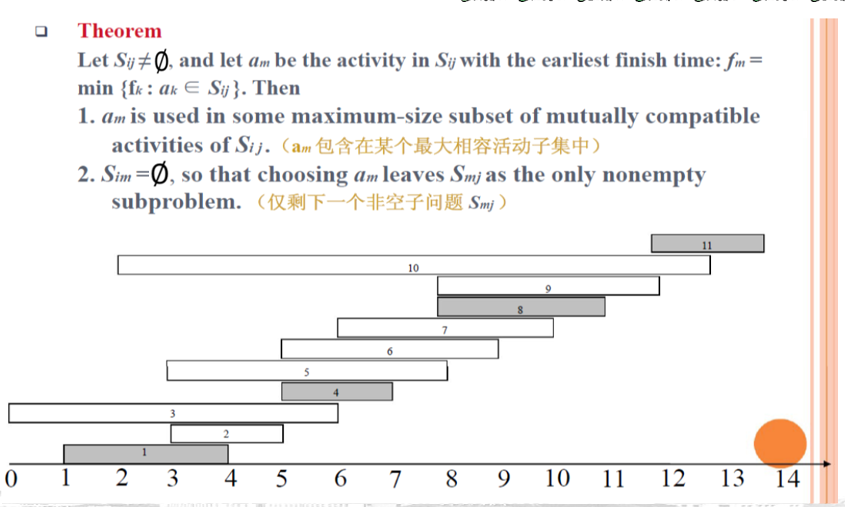 Theorem
Let Sij≠∅, and let am be the activity in Sij with the earliest finish time: fm =
min {fk : ak ∈ Sij}. Then
1. am is used in some maximum-size subset of mutually compatible
activities of Sij.（am 包含在某个最大相容活动子集中）
2. Sim =∅, so that choosing am leaves Smj as the only nonempty
subproblem. （仅剩下一个非空子问题 Smj ）
11
10
9
8
7
6
5
4
3
2
1
0 1 2 3 4 5 6 7 8 9 10 11 12 13 14